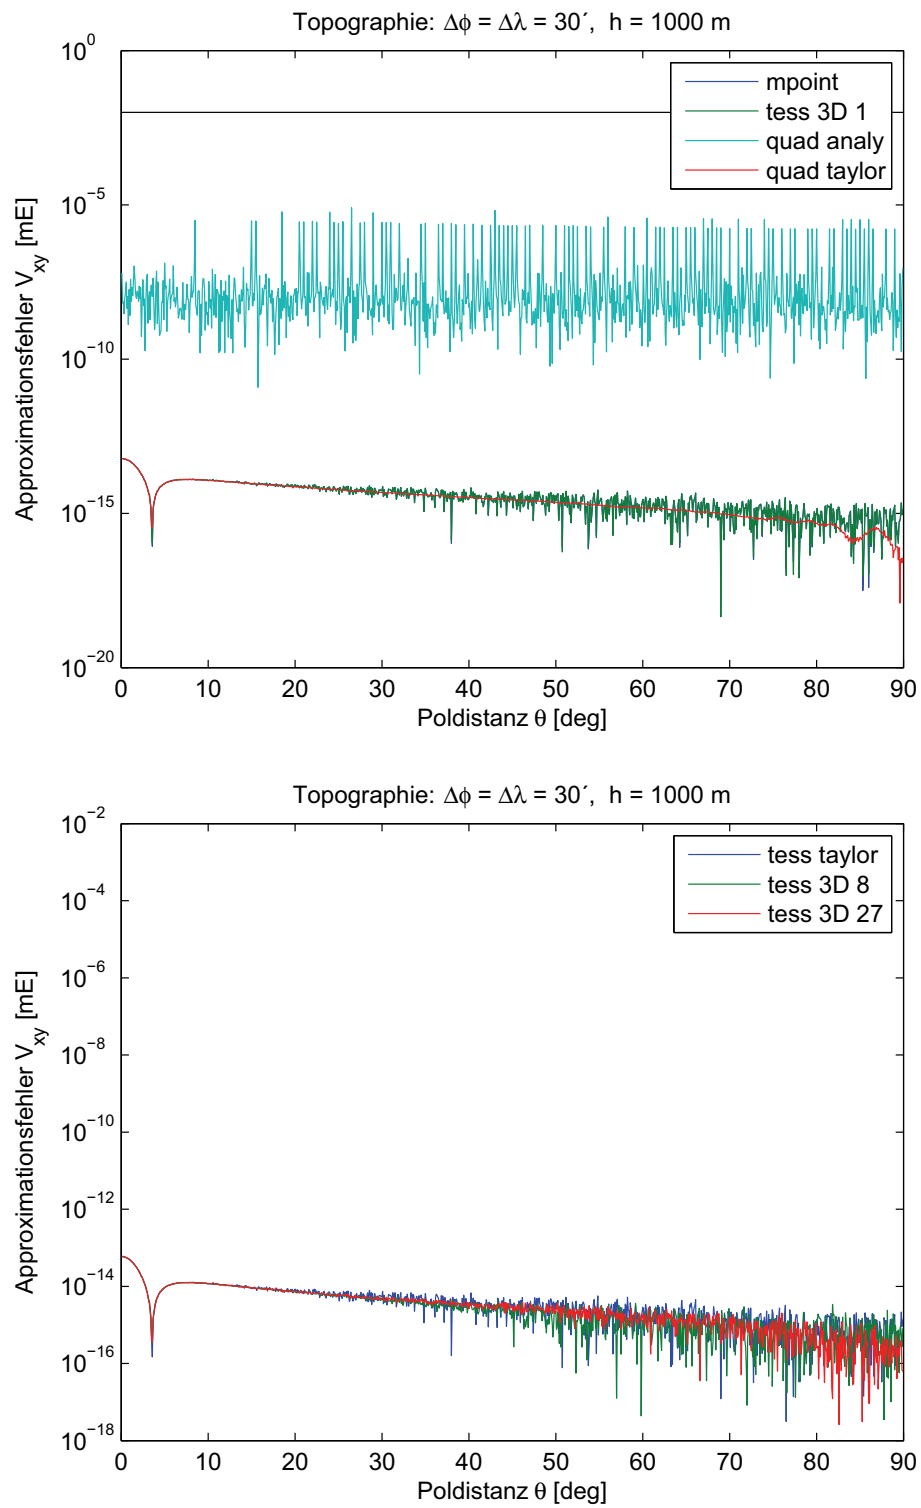 Topographie: Δϕ = Δλ = 30´, h = 1000 m
10^0
10^−5
10^−10
10^−15
10^−20
Approximationsfehler V_xy [mE]
mpoint
tess 3D 1
quad analy
quad taylor
0 10 20 30 40 50 60 70 80 90
Poldistanz θ [deg]
Topographie: Δϕ = Δλ = 30´, h = 1000 m
10^−2
10^−4
10^−6
10^−8
10^−10
10^−12
10^−14
10^−16
10^−18
Approximationsfehler V_xy [mE]
tess taylor
tess 3D 8
tess 3D 27
0 10 20 30 40 50 60 70 80 90
Poldistanz θ [deg]